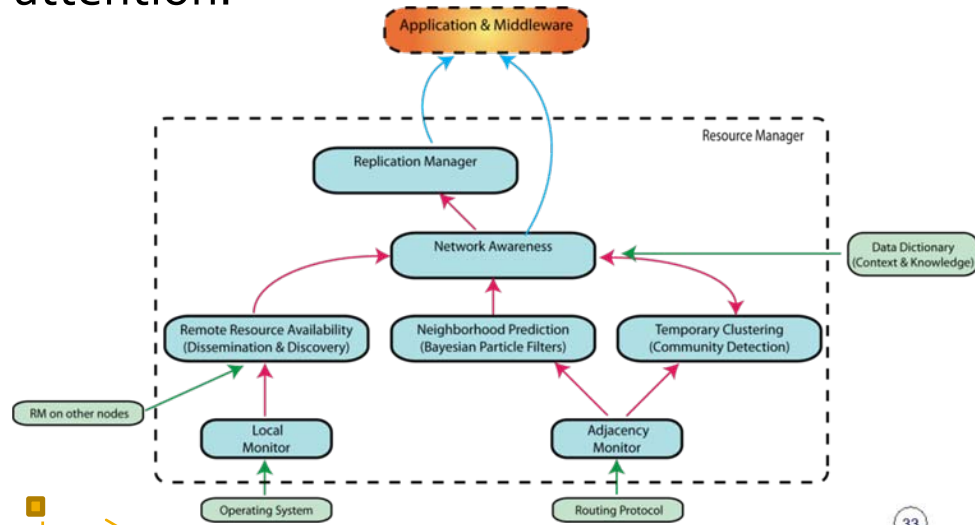 attention.
Application & Middleware
Resource Manager
Replication Manager
Network Awareness
Data Dictionary
(Context & Knowledge)
Remote Resource Availability
(Dissemination & Discovery)
Neighborhood Prediction
(Bayesian Particle Filters)
Temporary Clustering
(Community Detection)
RM on other nodes
Local
Monitor
Adjacency
Monitor
Operating System
Routing Protocol
33